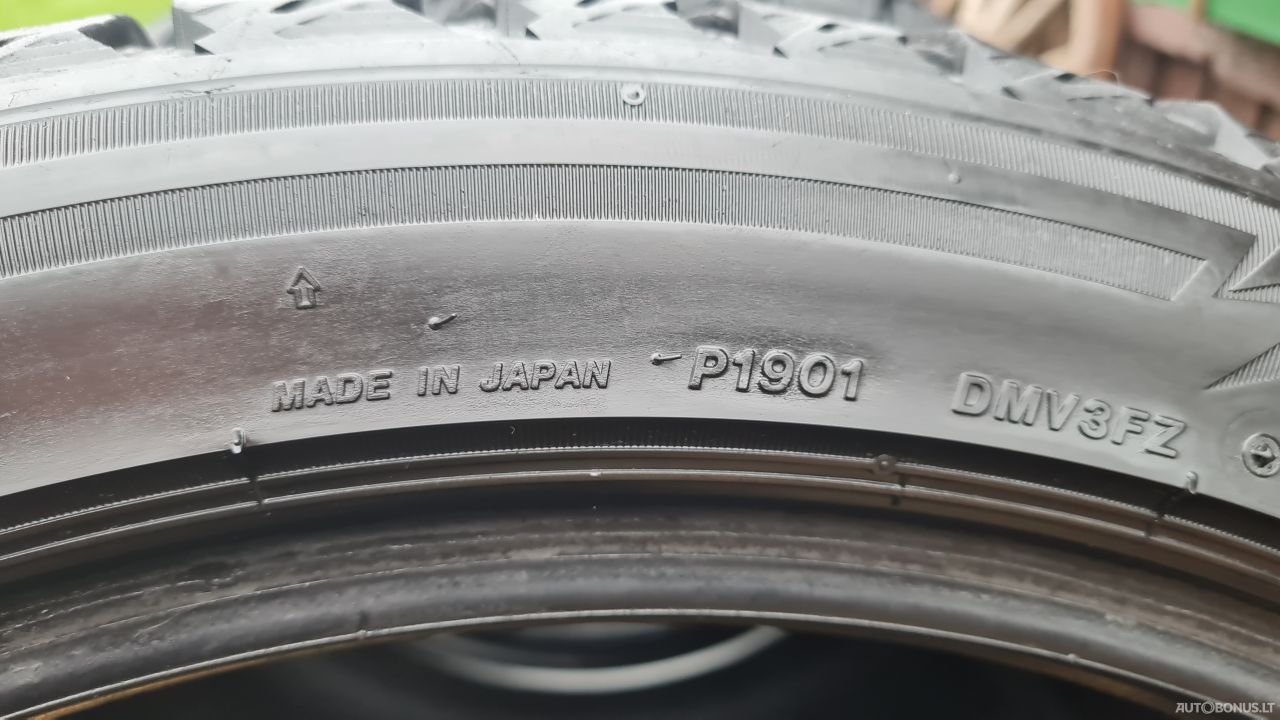 MADE IN JAPAN P1901 DMV3FZ
AUTOBONUS.LT